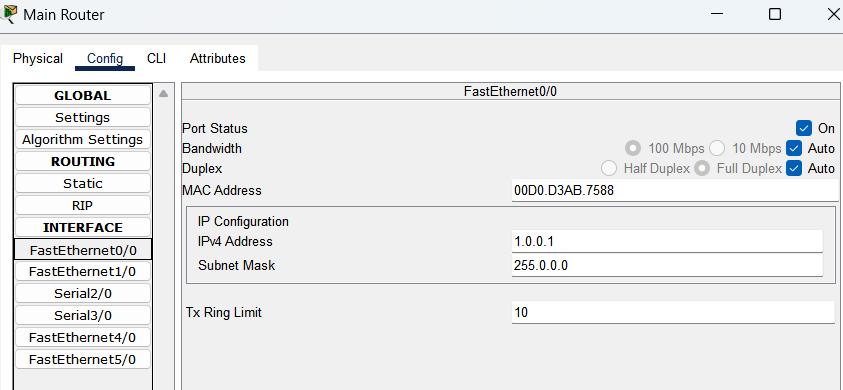 Main Router
Physical Config CLI Attributes
GLOBAL
Settings
Algorithm Settings
ROUTING
Static
RIP
INTERFACE
FastEthernet0/0
FastEthernet1/0
Serial2/0
Serial3/0
FastEthernet4/0
FastEthernet5/0
FastEthernet0/0
Port Status On
Bandwidth 100 Mbps 10 Mbps Auto
Duplex Half Duplex Full Duplex Auto
MAC Address 00D0.D3AB.7588
IP Configuration
IPv4 Address 1.0.0.1
Subnet Mask 255.0.0.0
Tx Ring Limit 10